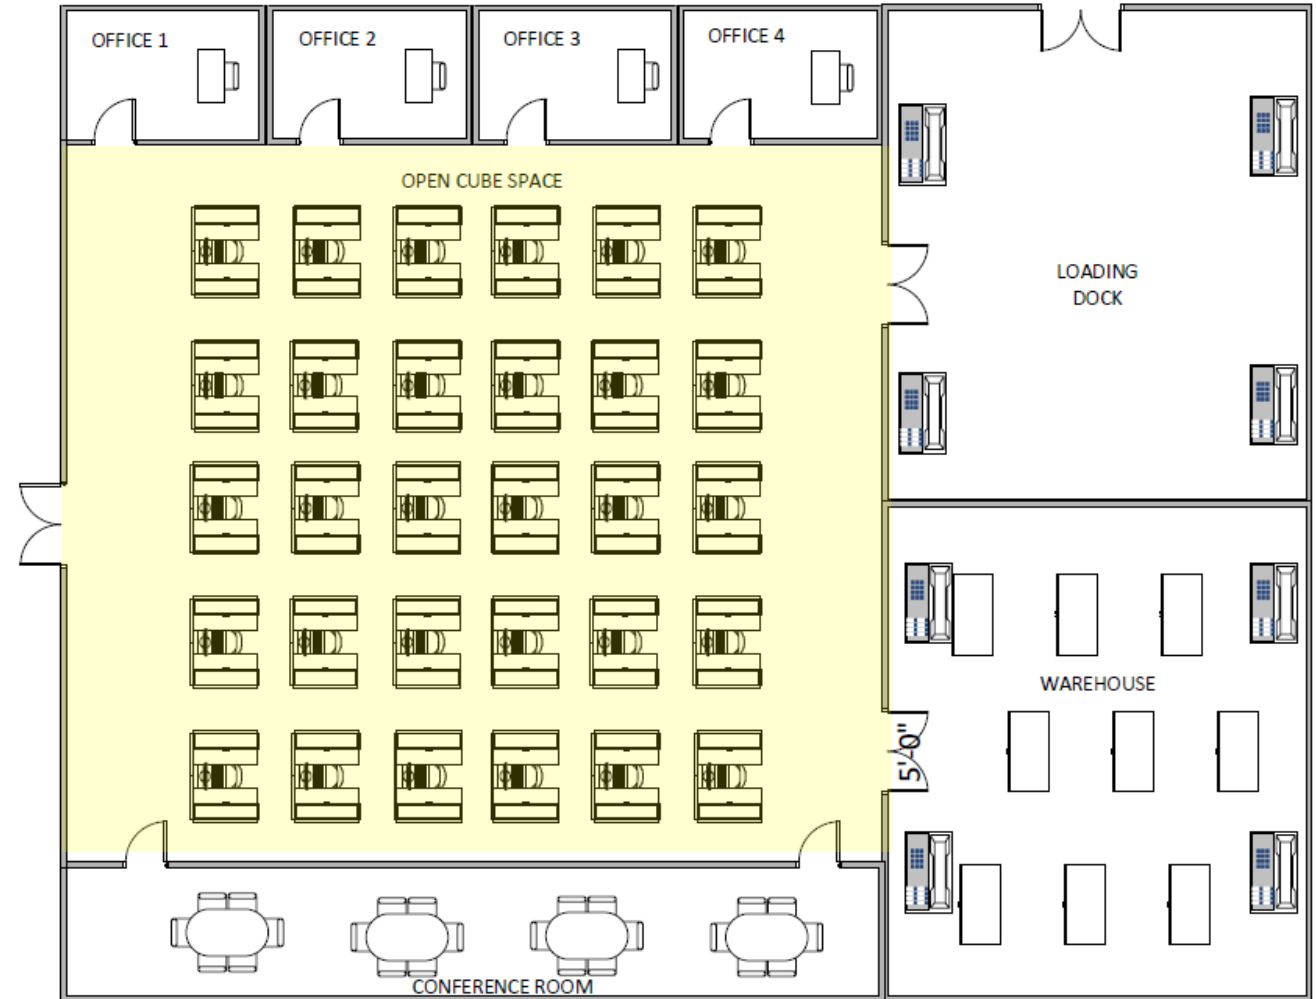 OFFICE 1
OFFICE 2
OFFICE 3
OFFICE 4
OPEN CUBE SPACE
LOADING
DOCK
WAREHOUSE
5'-0"
CONFERENCE ROOM